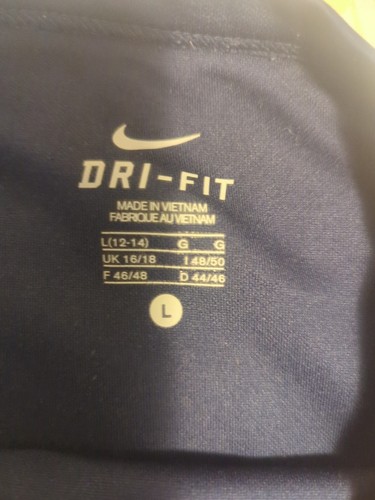 DRI-FIT
MADE IN VIETNAM
FABRIQUE AU VIETNAM
L(12-14) G G
UK 16/18 I 48/50
F 46/48 D 44/46
L